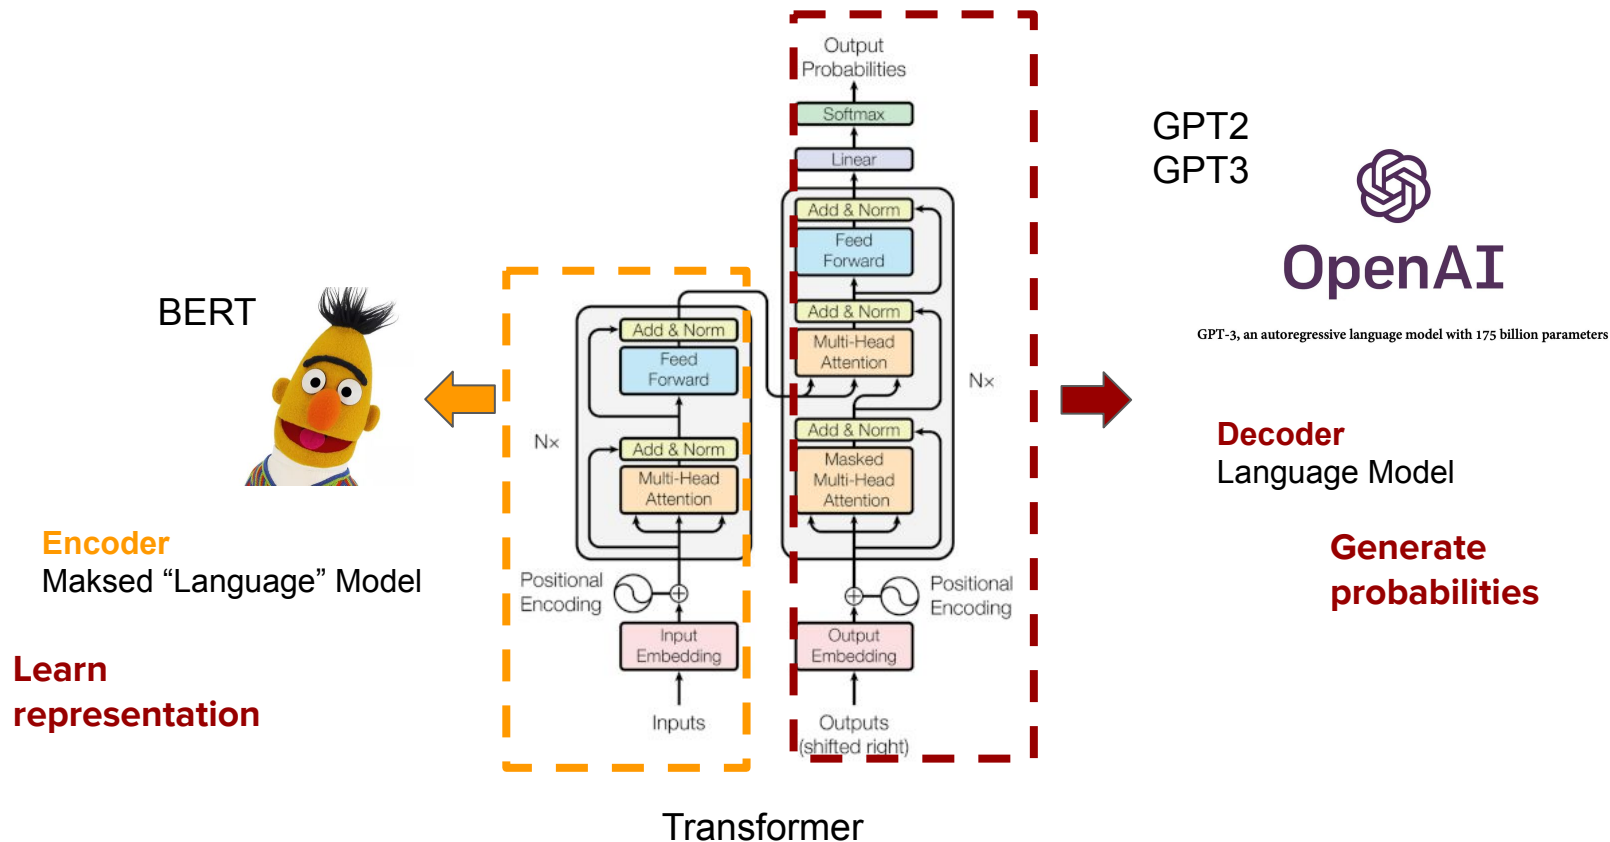 BERT
Encoder
Maksed “Language” Model
Learn
representation
Add & Norm
Feed
Forward
Nx
Add & Norm
Multi-Head
Attention
Positional
Encoding
Input
Embedding
Inputs
Output
Probabilities
Softmax
Linear
Add & Norm
Feed
Forward
Add & Norm
Multi-Head
Attention
Nx
Add & Norm
Masked
Multi-Head
Attention
Positional
Encoding
Output
Embedding
Outputs
(shifted right)
Transformer
GPT2
GPT3
OpenAI
GPT-3, an autoregressive language model with 175 billion parameters
Decoder
Language Model
Generate
probabilities